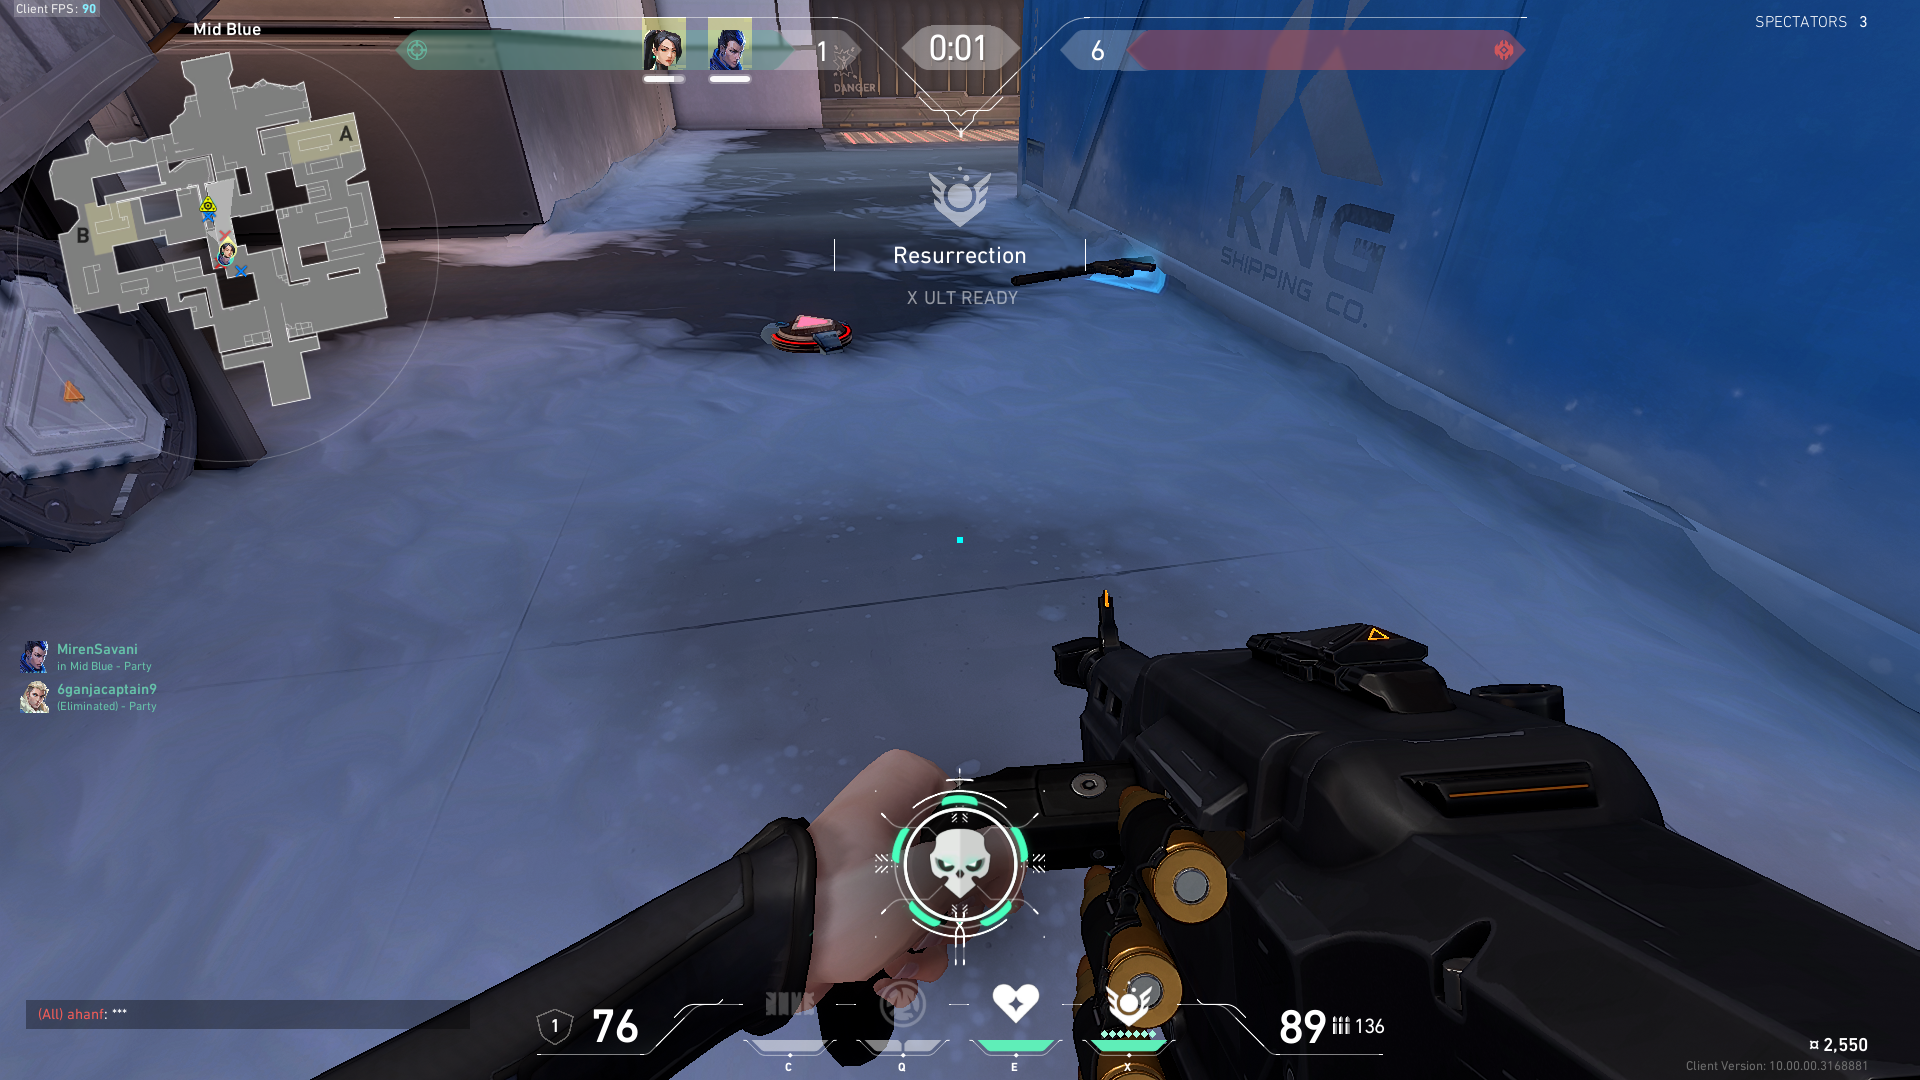 Client FPS: 90
Mid Blue
A
B
1
0:01
6
SPECTATORS 3
DANGER
KNG
SHIPPING CO.
Resurrection
X ULT READY
MirenSavani
in Mid Blue - Party
6ganjacaptain9
(Eliminated) - Party
(All) ahanf: ***
1
76
C
Q
E
X
89
136
¤ 2,550
Client Version: 10.00.00.3168881